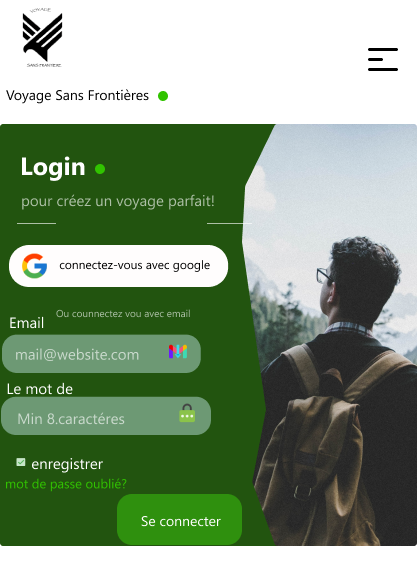 VOYAGE
SANS FRONTIERE
Voyage Sans Frontières
Login
pour créez un voyage parfait!
connectez-vous avec google
Ou counnectez vou avec email
Email
mail@website.com
Le mot de
Min 8.caractéres
enregistrer
mot de passe oublié?
Se connecter